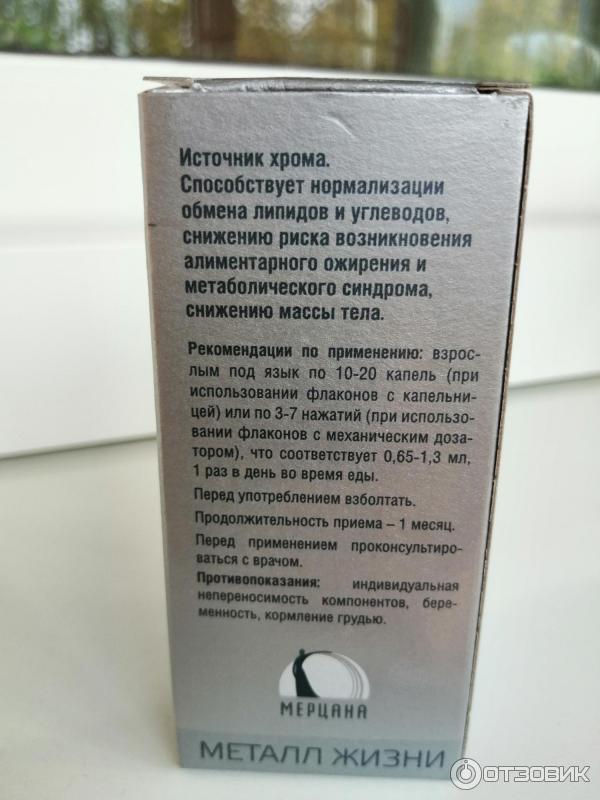 Источник хрома.
Способствует нормализации
обмена липидов и углеводов,
снижению риска возникновения
алиментарного ожирения и
метаболического синдрома,
снижению массы тела.
Рекомендации по применению: взрос-
лым под язык по 10-20 капель (при
использовании флаконов с капельни-
цей) или по 3-7 нажатий (при использо-
вании флаконов с механическим доза-
тором), что соответствует 0,65-1,3 мл,
1 раз в день во время еды.
Перед употреблением взболтать.
Продолжительность приема – 1 месяц.
Перед применением проконсультиро-
ваться с врачом.
Противопоказания: индивидуальная
непереносимость компонентов, бере-
менность, кормление грудью.
МЕРЦАНА
МЕТАЛЛ ЖИЗНИ
ОТЗОВИК